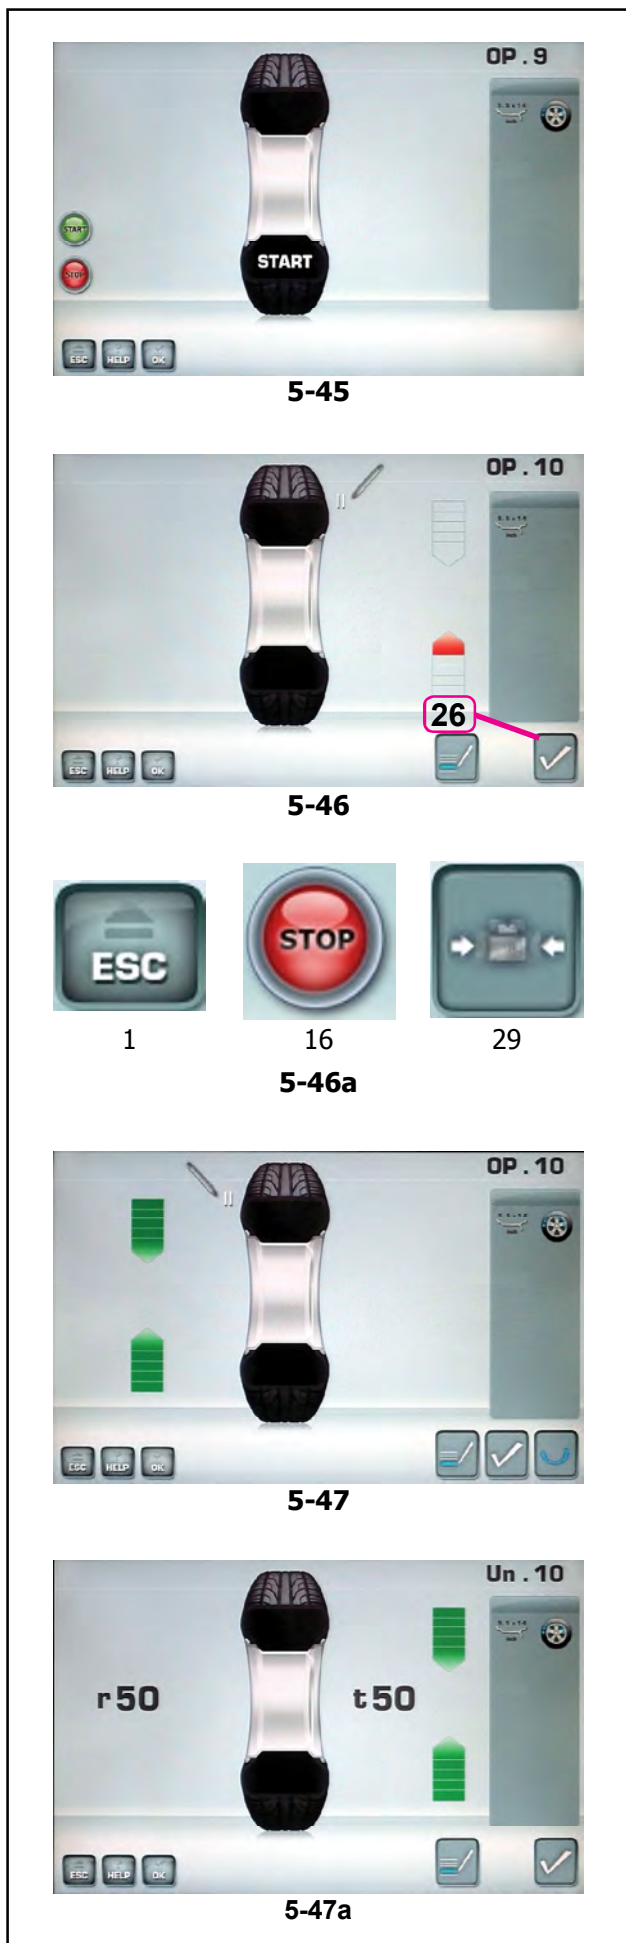 OP.9
START
STOP
START
ESC HELP OK
5-45
OP.10
26
ESC HELP OK
5-46
ESC
STOP
1 16 29
5-46a
OP.10
ESC HELP OK
5-47
Un.10
r50 t50
ESC HELP OK
5-47a